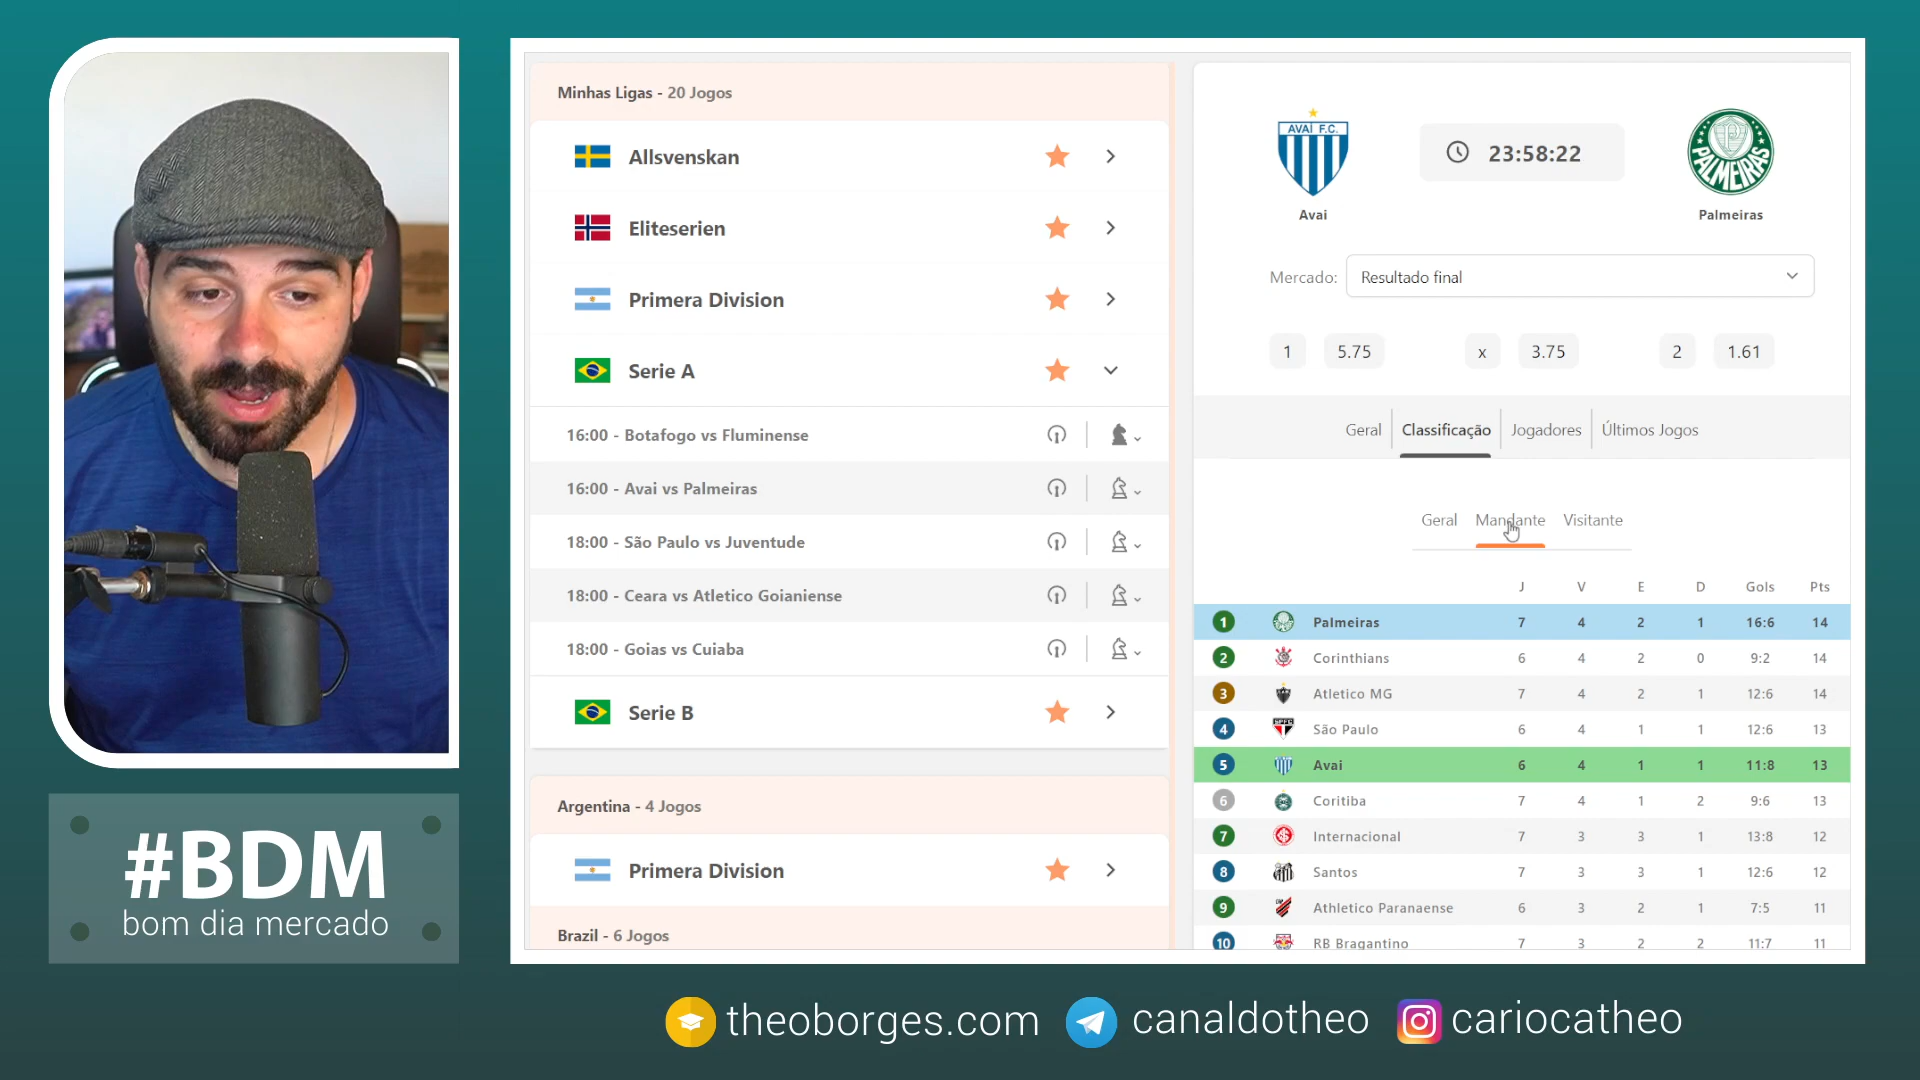 #BDM
bom dia mercado
Minhas Ligas - 20 Jogos
Allsvenskan
Eliteserien
Primera Division
Serie A
16:00 - Botafogo vs Fluminense
16:00 - Avai vs Palmeiras
18:00 - São Paulo vs Juventude
18:00 - Ceara vs Atletico Goianiense
18:00 - Goias vs Cuiaba
Serie B
Argentina - 4 Jogos
Primera Division
Brazil - 6 Jogos
AVAÍ F.C.
23:58:22
PALMEIRAS
Avai
Palmeiras
Mercado: Resultado final
1 5.75 x 3.75 2 1.61
Geral Classificação Jogadores Últimos Jogos
Geral Mandante Visitante
J V E D Gols Pts
1 Palmeiras 7 4 2 1 16:6 14
2 Corinthians 6 4 2 0 9:2 14
3 Atletico MG 7 4 2 1 12:6 14
4 São Paulo 6 4 1 1 12:6 13
5 Avai 6 4 1 1 11:8 13
6 Coritiba 7 4 1 2 9:6 13
7 Internacional 7 3 3 1 13:8 12
8 Santos 7 3 3 1 12:6 12
9 Athletico Paranaense 6 3 2 1 7:5 11
10 RB Bragantino 7 3 2 2 11:7 11
theoborges.com canaldotheo cariocatheo